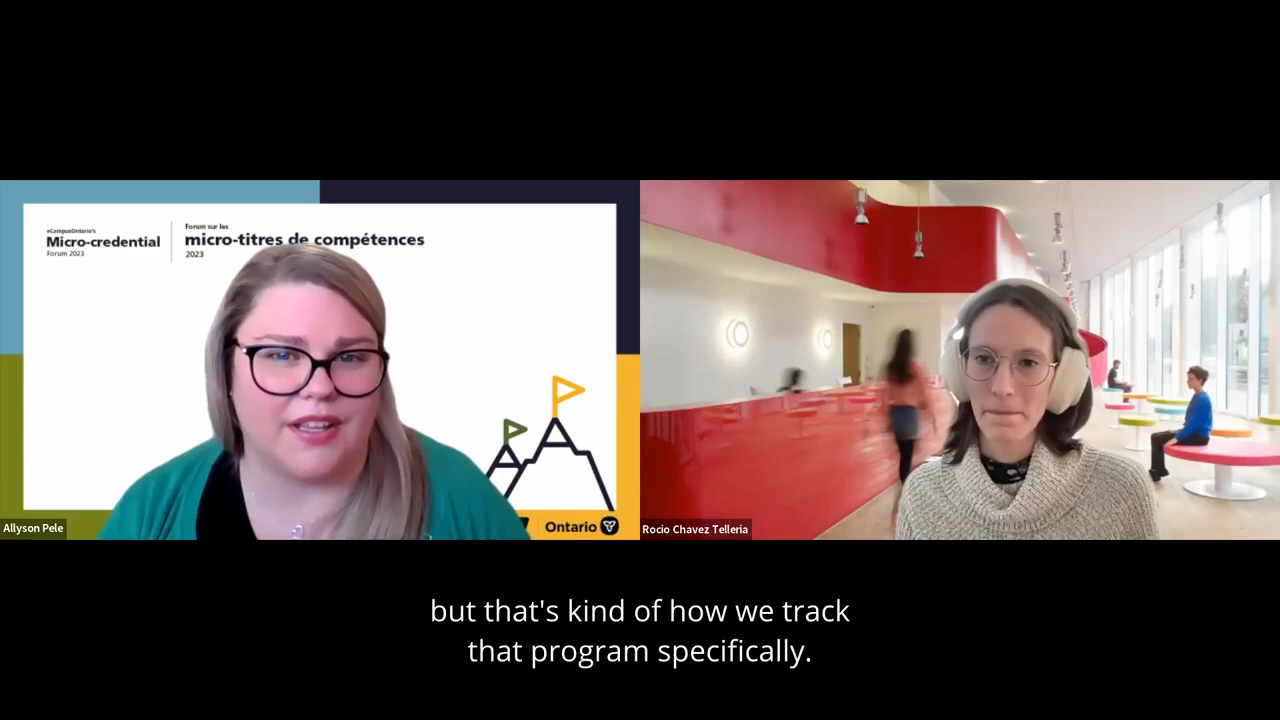 eCampusOntario's
Micro-credential
Forum 2023
Forum sur les
micro-titres de compétences
2023
Ontario
Allyson Pele
Rocio Chavez Telleria
but that's kind of how we track
that program specifically.